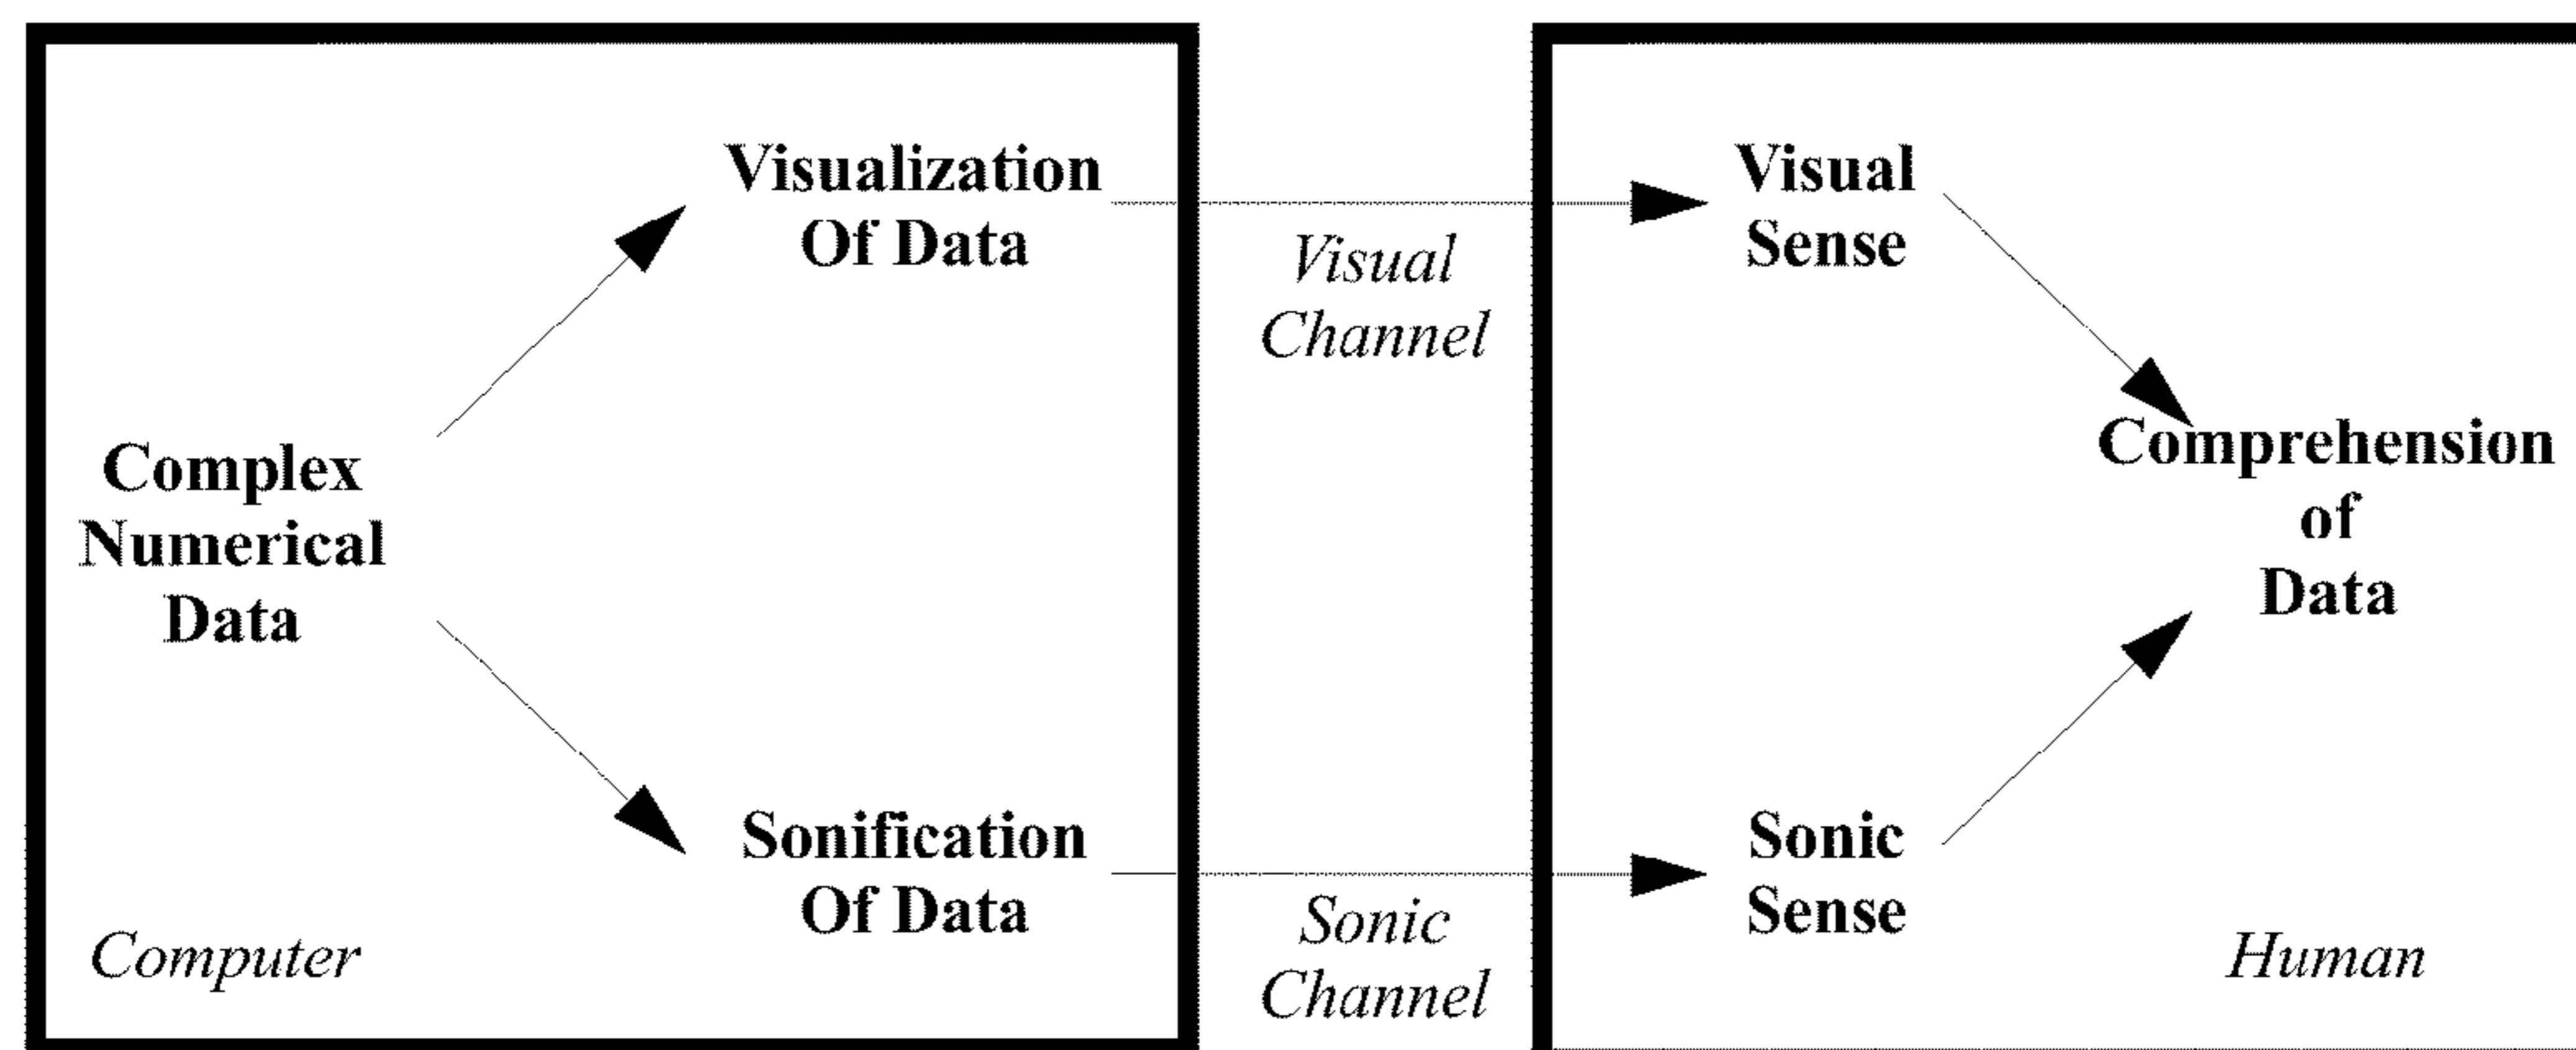 Complex
Numerical
Data
Visualization
Of Data
Sonification
Of Data
Computer
Visual
Channel
Sonic
Channel
Visual
Sense
Sonic
Sense
Comprehension
of
Data
Human